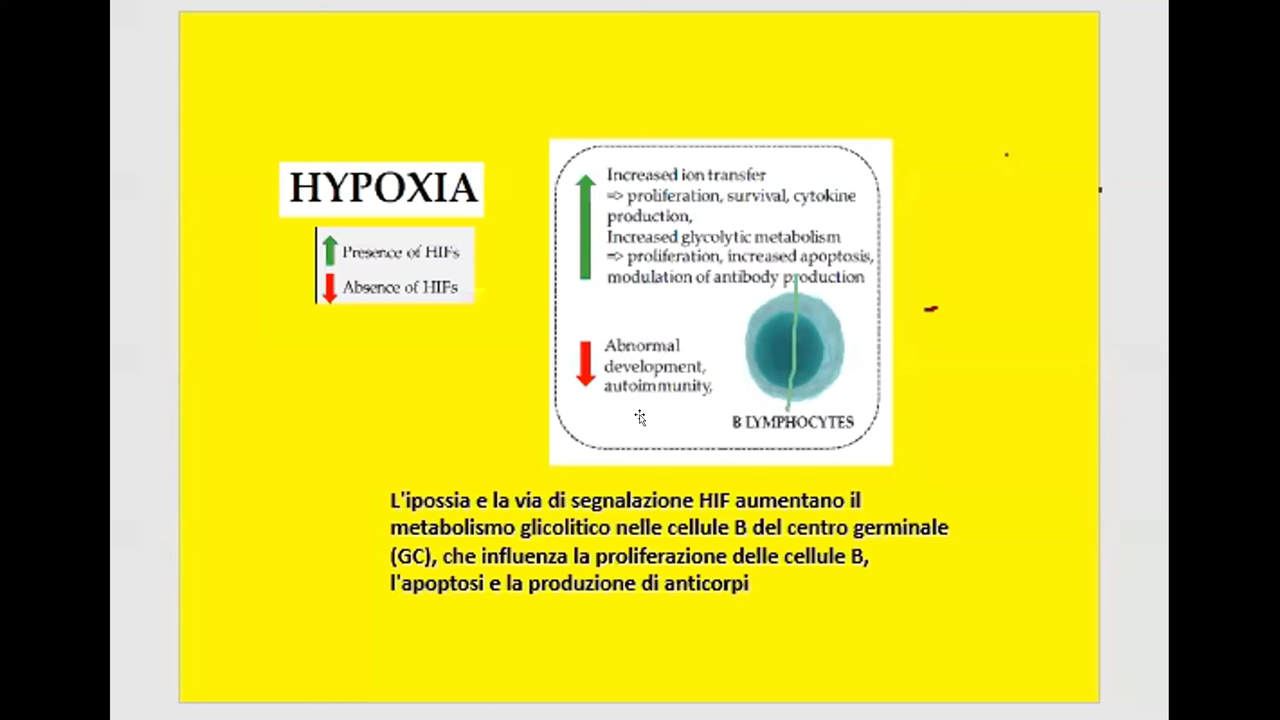 HYPOXIA
Presence of HIFs
Absence of HIFs
Increased ion transfer
=> proliferation, survival, cytokine
production,
Increased glycolytic metabolism
=> proliferation, increased apoptosis,
modulation of antibody production
Abnormal
development,
autoimmunity,
B LYMPHOCYTES
L'ipossia e la via di segnalazione HIF aumentano il
metabolismo glicolitico nelle cellule B del centro germinale
(GC), che influenza la proliferazione delle cellule B,
l'apoptosi e la produzione di anticorpi